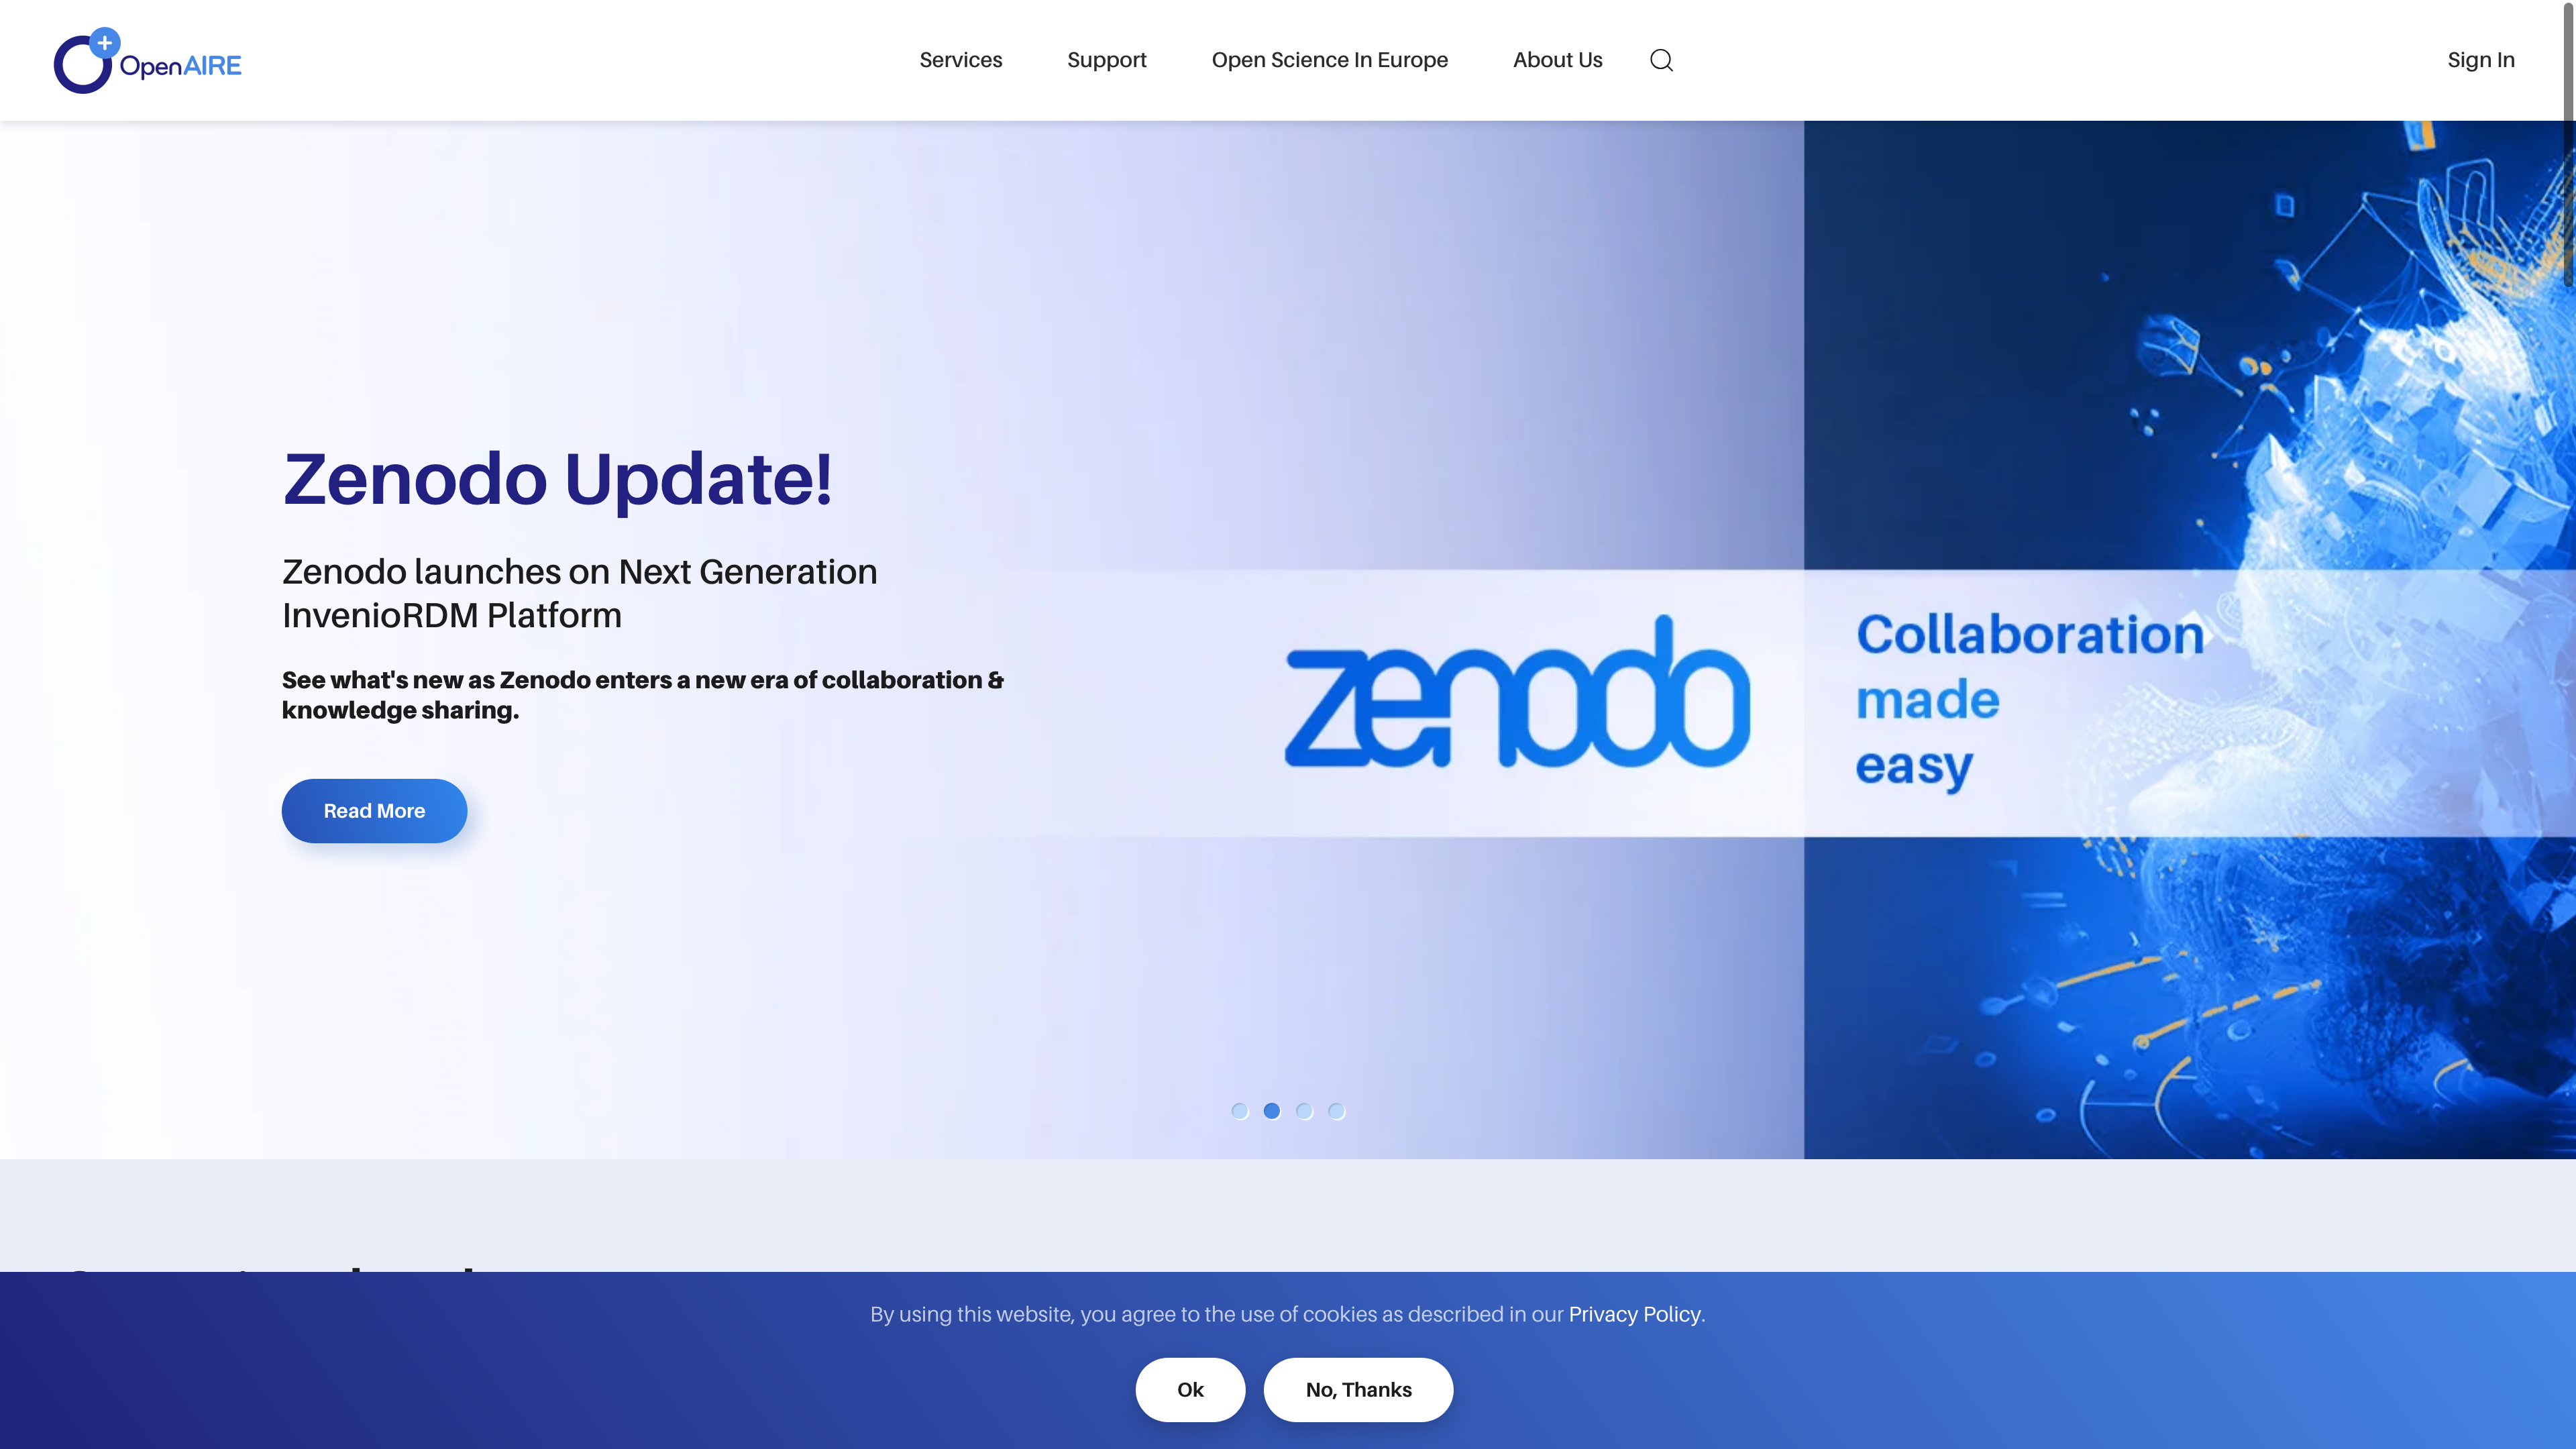 OpenAIRE
Services
Support
Open Science In Europe
About Us
Sign In
Zenodo Update!
Zenodo launches on Next Generation
InvenioRDM Platform
See what's new as Zenodo enters a new era of collaboration &
knowledge sharing.
Read More
zenodo
Collaboration
made
easy
By using this website, you agree to the use of cookies as described in our Privacy Policy.
Ok
No, Thanks